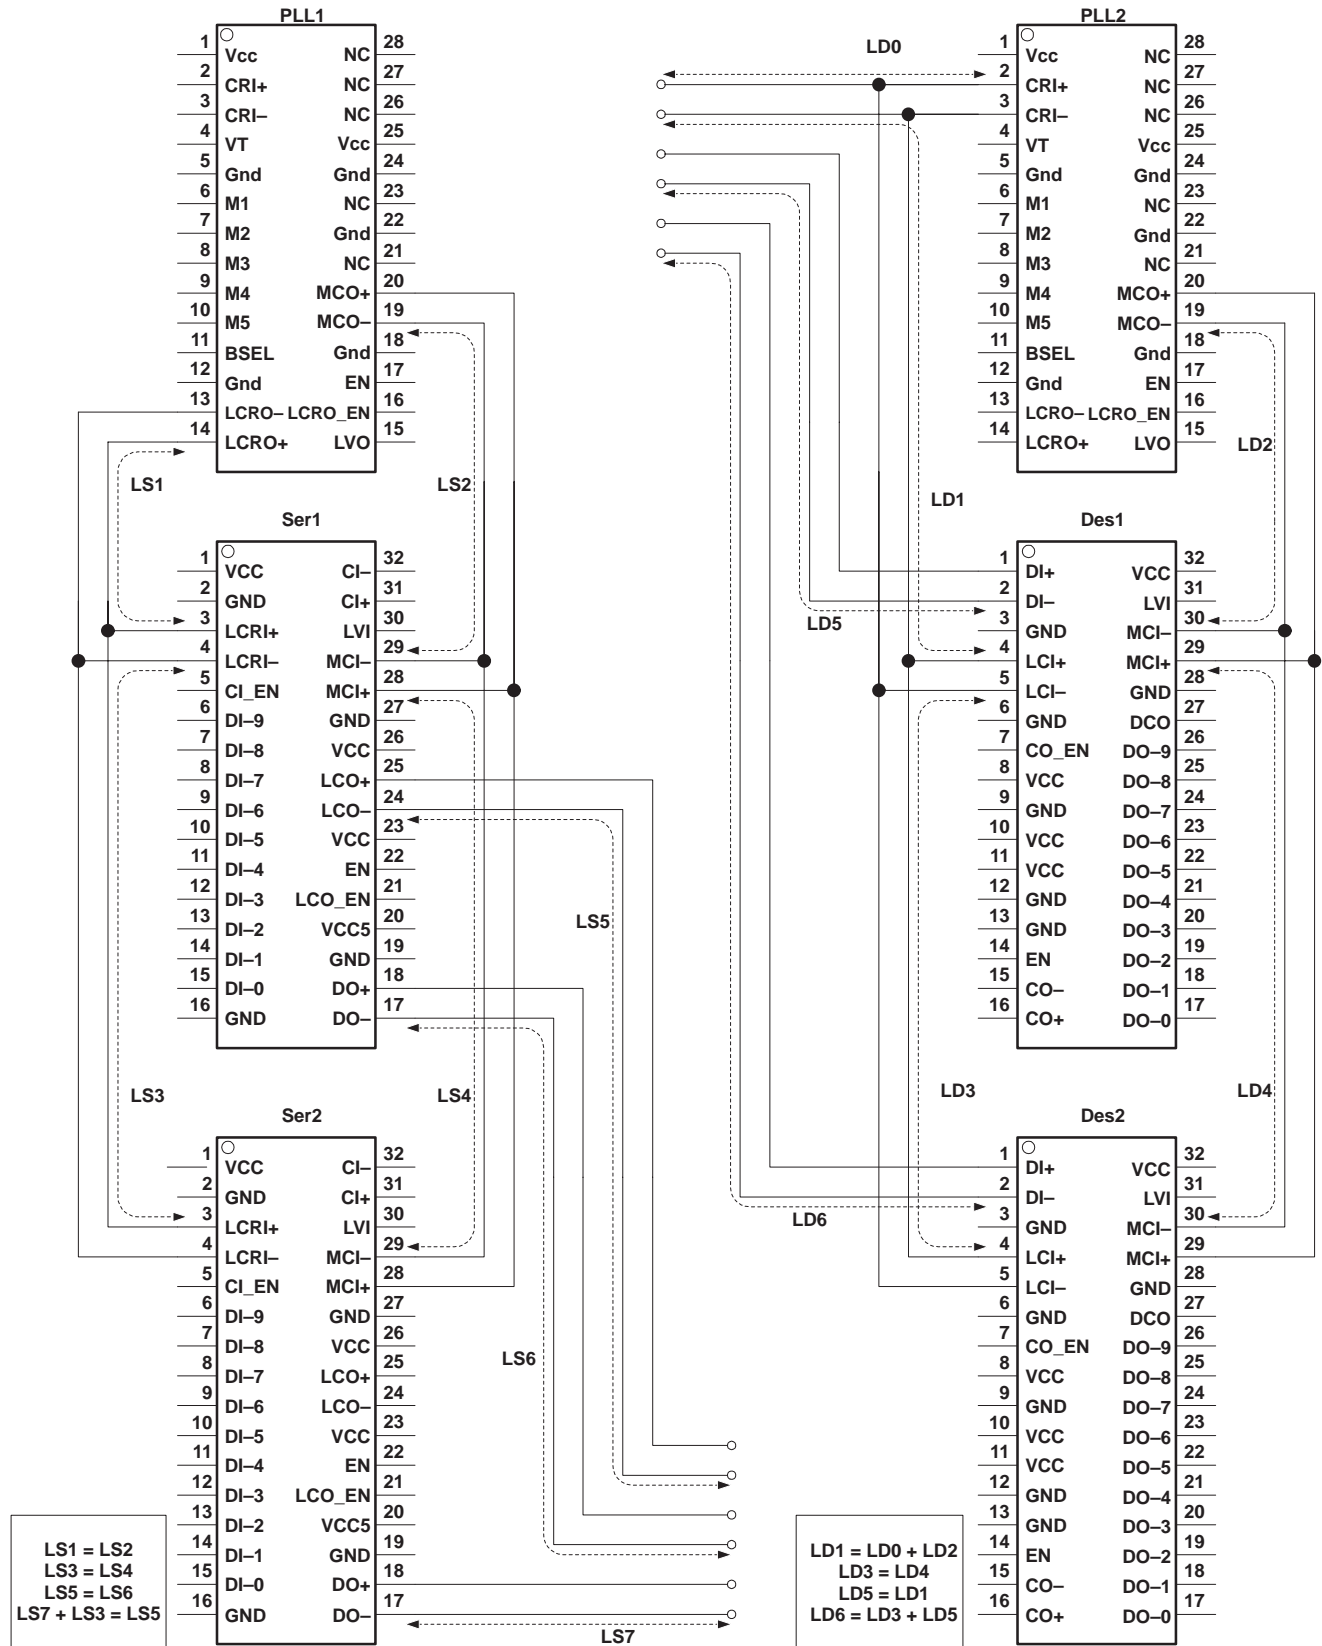 PLL1
1 Vcc NC 28
2 CRI+ NC 27
3 CRI– NC 26
4 VT Vcc 25
5 Gnd Gnd 24
6 M1 NC 23
7 M2 Gnd 22
8 M3 NC 21
9 M4 MCO+ 20
10 M5 MCO– 19
11 BSEL Gnd 18
12 Gnd EN 17
13 LCRO– LCRO_EN 16
14 LCRO+ LVO 15
LS1
LS2
Ser1
1 VCC CI– 32
2 GND CI+ 31
3 LCRI+ LVI 30
4 LCRI– MCI– 29
5 CI_EN MCI+ 28
6 DI–9 GND 27
7 DI–8 VCC 26
8 DI–7 LCO+ 25
9 DI–6 LCO– 24
10 DI–5 VCC 23
11 DI–4 EN 22
12 DI–3 LCO_EN 21
13 DI–2 VCC5 20
14 DI–1 GND 19
15 DI–0 DO+ 18
16 GND DO– 17
LS5
LS3
LS4
Ser2
1 VCC CI– 32
2 GND CI+ 31
3 LCRI+ LVI 30
4 LCRI– MCI– 29
5 CI_EN MCI+ 28
6 DI–9 GND 27
7 DI–8 VCC 26
8 DI–7 LCO+ 25
9 DI–6 LCO– 24
10 DI–5 VCC 23
11 DI–4 EN 22
12 DI–3 LCO_EN 21
13 DI–2 VCC5 20
14 DI–1 GND 19
15 DI–0 DO+ 18
16 GND DO– 17
LS6
LS7
LS1 = LS2
LS3 = LS4
LS5 = LS6
LS7 + LS3 = LS5
PLL2
LD0
1 Vcc NC 28
2 CRI+ NC 27
3 CRI– NC 26
4 VT Vcc 25
5 Gnd Gnd 24
6 M1 NC 23
7 M2 Gnd 22
8 M3 NC 21
9 M4 MCO+ 20
10 M5 MCO– 19
11 BSEL Gnd 18
12 Gnd EN 17
13 LCRO– LCRO_EN 16
14 LCRO+ LVO 15
LD2
LD1
Des1
1 DI+ VCC 32
2 DI– LVI 31
3 GND MCI– 30
4 LCI+ MCI+ 29
5 LCI– GND 28
6 GND DCO 27
7 CO_EN DO–9 26
8 VCC DO–8 25
9 GND DO–7 24
10 VCC DO–6 23
11 VCC DO–5 22
12 GND DO–4 21
13 GND DO–3 20
14 EN DO–2 19
15 CO– DO–1 18
16 CO+ DO–0 17
LD5
LD3
LD4
Des2
1 DI+ VCC 32
2 DI– LVI 31
3 GND MCI– 30
4 LCI+ MCI+ 29
5 LCI– GND 28
6 GND DCO 27
7 CO_EN DO–9 26
8 VCC DO–8 25
9 GND DO–7 24
10 VCC DO–6 23
11 VCC DO–5 22
12 GND DO–4 21
13 GND DO–3 20
14 EN DO–2 19
15 CO– DO–1 18
16 CO+ DO–0 17
LD6
LD1 = LD0 + LD2
LD3 = LD4
LD5 = LD1
LD6 = LD3 + LD5